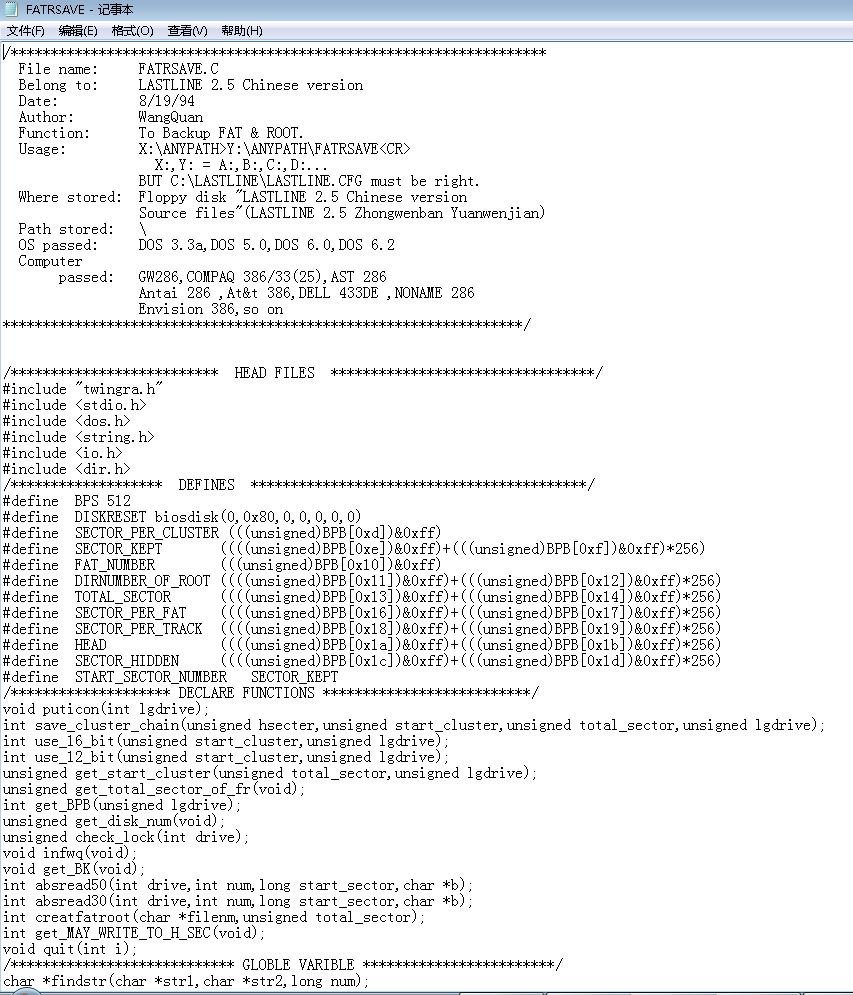 FATRSAVE - 记事本
文件(F) 编辑(E) 格式(O) 查看(V) 帮助(H)
/*******************************************************************
  File name:     FATRSAVE.C
  Belong to:     LASTLINE 2.5 Chinese version
  Date:          8/19/94
  Author:        WangQuan
  Function:      To Backup FAT & ROOT.
  Usage:         X:\ANYPATH>Y:\ANYPATH\FATRSAVE<CR>
                   X:,Y: = A:,B:,C:,D:...
                 BUT C:\LASTLINE\LASTLINE.CFG must be right.
  Where stored:  Floppy disk "LASTLINE 2.5 Chinese version
                 Source files"(LASTLINE 2.5 Zhongwenban Yuanwenjian)
  Path stored:   \
  OS passed:     DOS 3.3a,DOS 5.0,DOS 6.0,DOS 6.2
  Computer
       passed:   GW286,COMPAQ 386/33(25),AST 286
                 Antai 286 ,At&t 386,DELL 433DE ,NONAME 286
                 Envision 386,so on
*****************************************************************/
/**************************  HEAD FILES  *********************************/
#include "twingra.h"
#include <stdio.h>
#include <dos.h>
#include <string.h>
#include <io.h>
#include <dir.h>
/*******************  DEFINES  ******************************************/
#define  BPS 512
#define  DISKRESET biosdisk(0,0x80,0,0,0,0,0)
#define  SECTOR_PER_CLUSTER (((unsigned)BPB[0xd])&0xff)
#define  SECTOR_KEPT       ((((unsigned)BPB[0xe])&0xff)+(((unsigned)BPB[0xf])&0xff)*256)
#define  FAT_NUMBER        (((unsigned)BPB[0x10])&0xff)
#define  DIRNUMBER_OF_ROOT ((((unsigned)BPB[0x11])&0xff)+(((unsigned)BPB[0x12])&0xff)*256)
#define  TOTAL_SECTOR      ((((unsigned)BPB[0x13])&0xff)+(((unsigned)BPB[0x14])&0xff)*256)
#define  SECTOR_PER_FAT    ((((unsigned)BPB[0x16])&0xff)+(((unsigned)BPB[0x17])&0xff)*256)
#define  SECTOR_PER_TRACK  ((((unsigned)BPB[0x18])&0xff)+(((unsigned)BPB[0x19])&0xff)*256)
#define  HEAD              ((((unsigned)BPB[0x1a])&0xff)+(((unsigned)BPB[0x1b])&0xff)*256)
#define  SECTOR_HIDDEN     ((((unsigned)BPB[0x1c])&0xff)+(((unsigned)BPB[0x1d])&0xff)*256)
#define  START_SECTOR_NUMBER   SECTOR_KEPT
/******************** DECLARE FUNCTIONS **************************/
void puticon(int lgdrive);
int save_cluster_chain(unsigned hsecter,unsigned start_cluster,unsigned total_sector,unsigned lgdrive);
int use_16_bit(unsigned start_cluster,unsigned lgdrive);
int use_12_bit(unsigned start_cluster,unsigned lgdrive);
unsigned get_start_cluster(unsigned total_sector,unsigned lgdrive);
unsigned get_total_sector_of_fr(void);
int get_BPB(unsigned lgdrive);
unsigned get_disk_num(void);
unsigned check_lock(int drive);
void infwq(void);
void get_BK(void);
int absread50(int drive,int num,long start_sector,char *b);
int absread30(int drive,int num,long start_sector,char *b);
int creatfatroot(char *filenm,unsigned total_sector);
int get_MAY_WRITE_TO_H_SEC(void);
void quit(int i);
/**************************** GLOBLE VARIBLE ************************/
char *findstr(char *str1,char *str2,long num);